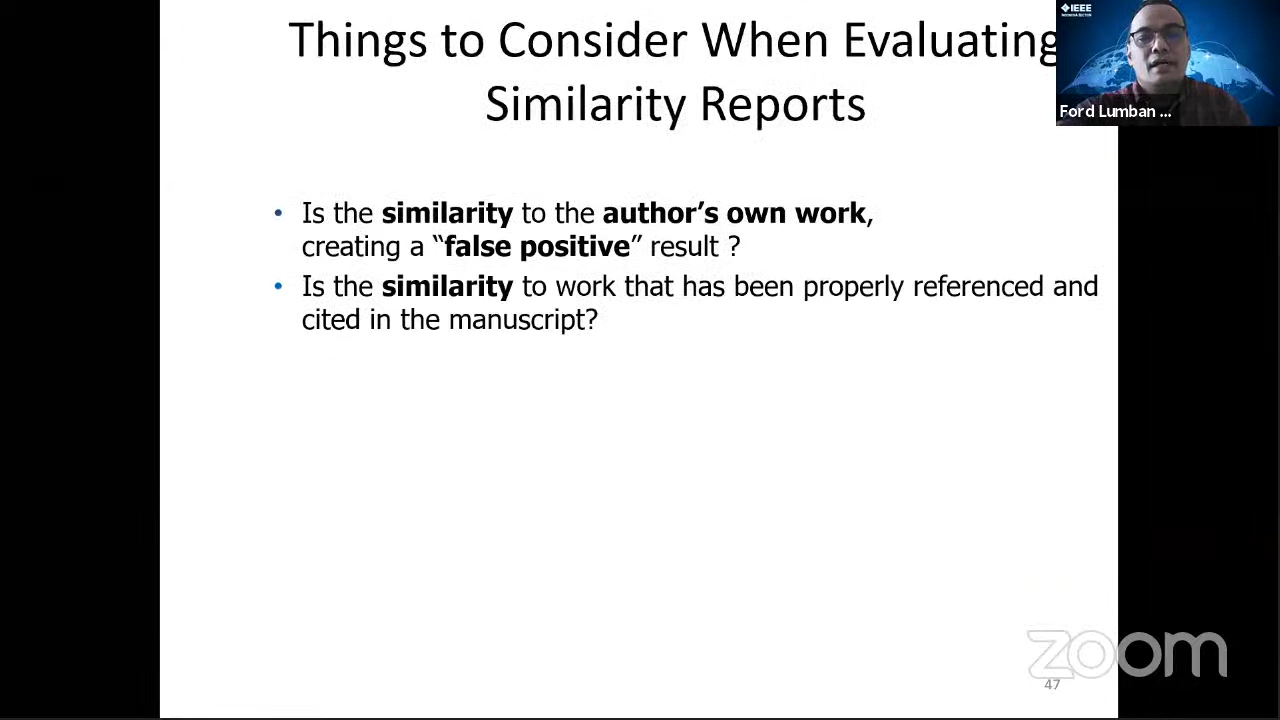 Things to Consider When Evaluating
Similarity Reports
IEEE
Ford Lumban ...
• Is the similarity to the author's own work,
creating a “false positive” result ?
• Is the similarity to work that has been properly referenced and
cited in the manuscript?
zoom
47